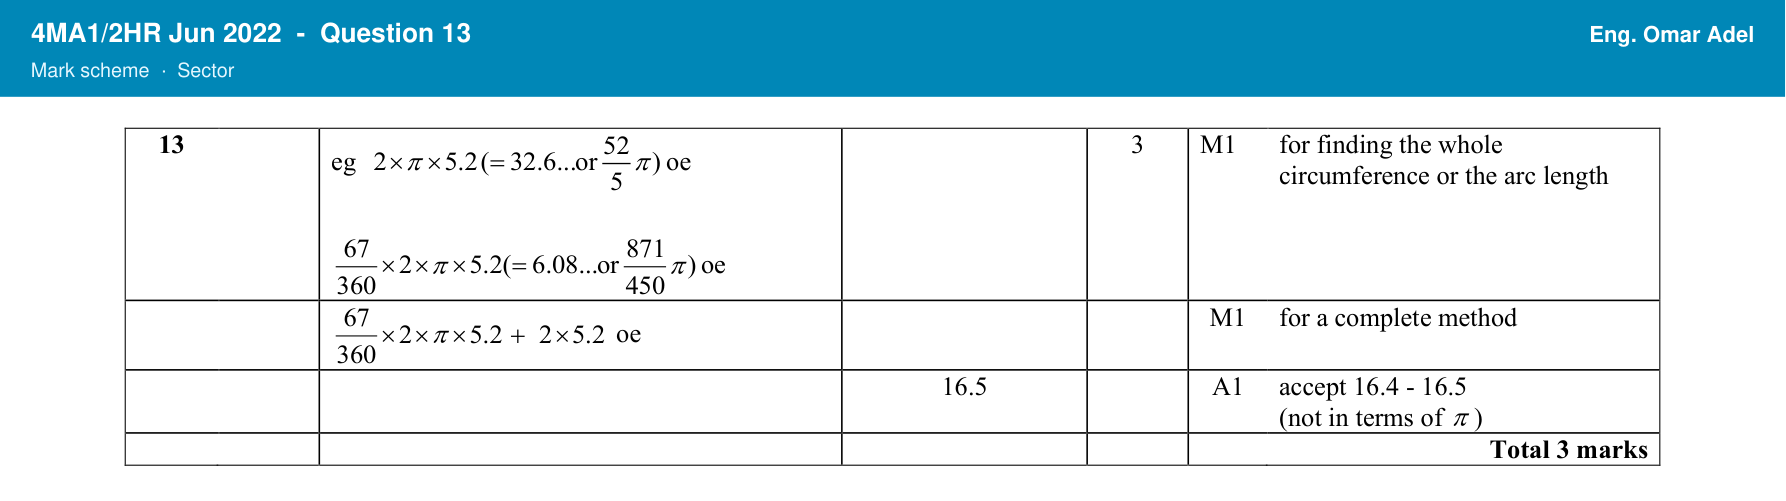 4MA1/2HR Jun 2022 - Question 13
Eng. Omar Adel
Mark scheme · Sector
13
eg 2×π×5.2(=32.6...or 52/5 π) oe
3
M1
for finding the whole
circumference or the arc length
67/360 ×2×π×5.2(=6.08...or 871/450 π) oe
67/360 ×2×π×5.2 + 2×5.2 oe
M1
for a complete method
16.5
A1
accept 16.4 - 16.5
(not in terms of π )
Total 3 marks